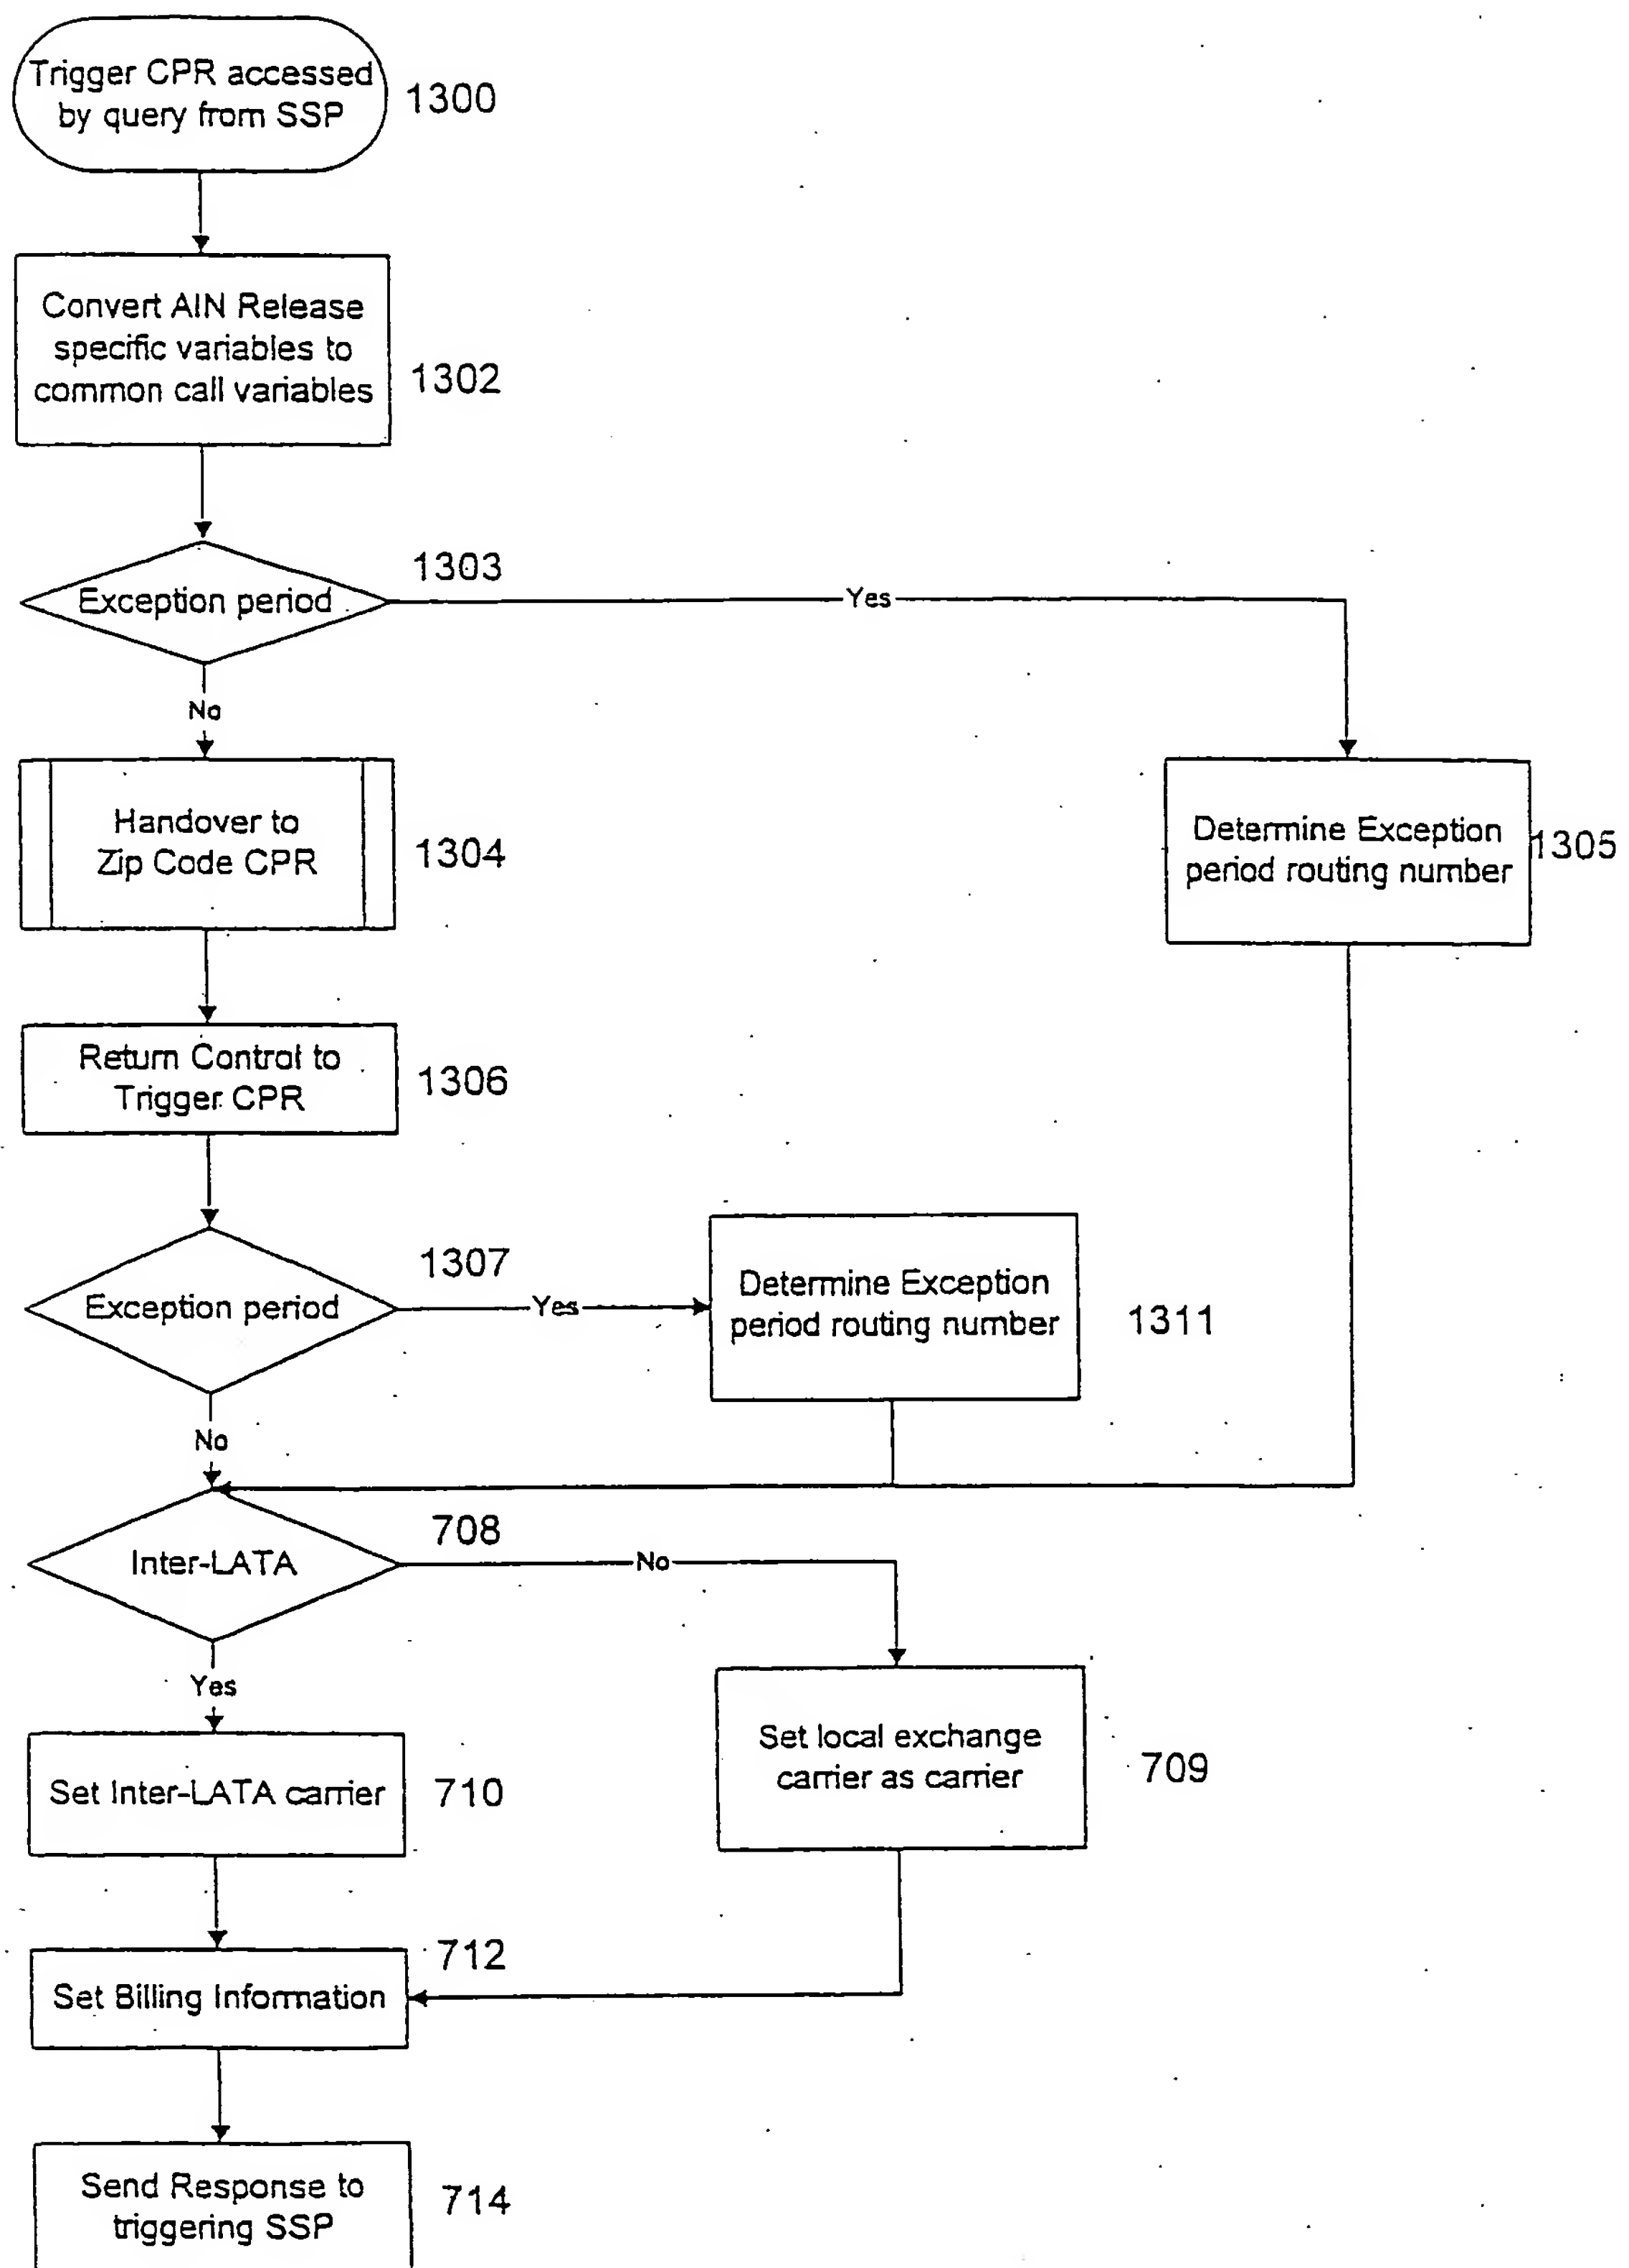 Trigger CPR accessed
by query from SSP
1300
Convert AIN Release
specific variables to
common call variables
1302
1303
Exception period
Yes
No
Handover to
Zip Code CPR
1304
Determine Exception
period routing number
1305
Return Control to
Trigger CPR
1306
1307
Exception period
Yes
Determine Exception
period routing number
1311
No
708
Inter-LATA
No
Yes
Set Inter-LATA carrier
710
Set local exchange
carrier as carrier
709
712
Set Billing Information
Send Response to
triggering SSP
714